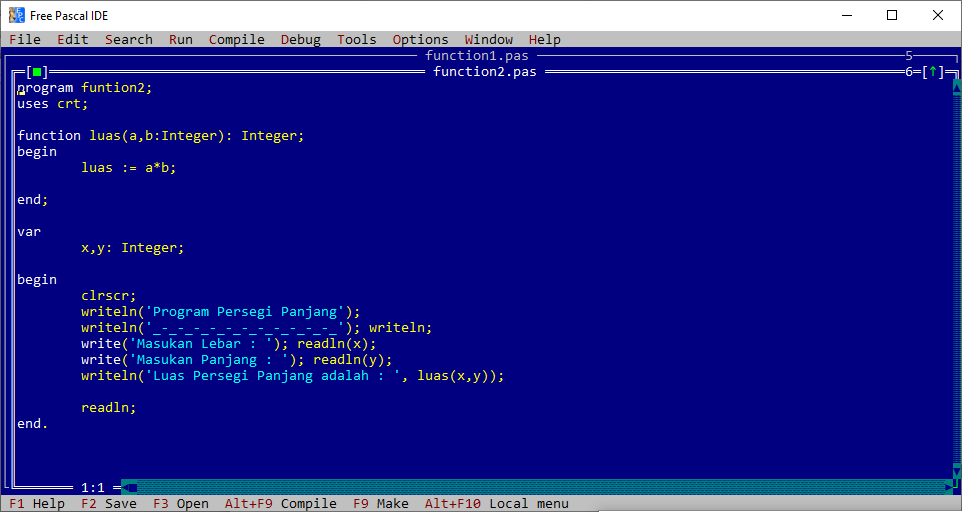 Free Pascal IDE
File Edit Search Run Compile Debug Tools Options Window Help
function1.pas 5
[■] function2.pas 6=[↑]
program funtion2;
uses crt;
function luas(a,b:Integer): Integer;
begin
luas := a*b;
end;
var
x,y: Integer;
begin
clrscr;
writeln('Program Persegi Panjang');
writeln('_-_-_-_-_-_-_-_-_-_-_-_'); writeln;
write('Masukan Lebar : '); readln(x);
write('Masukan Panjang : '); readln(y);
writeln('Luas Persegi Panjang adalah : ', luas(x,y));
readln;
end.
1:1
F1 Help F2 Save F3 Open Alt+F9 Compile F9 Make Alt+F10 Local menu